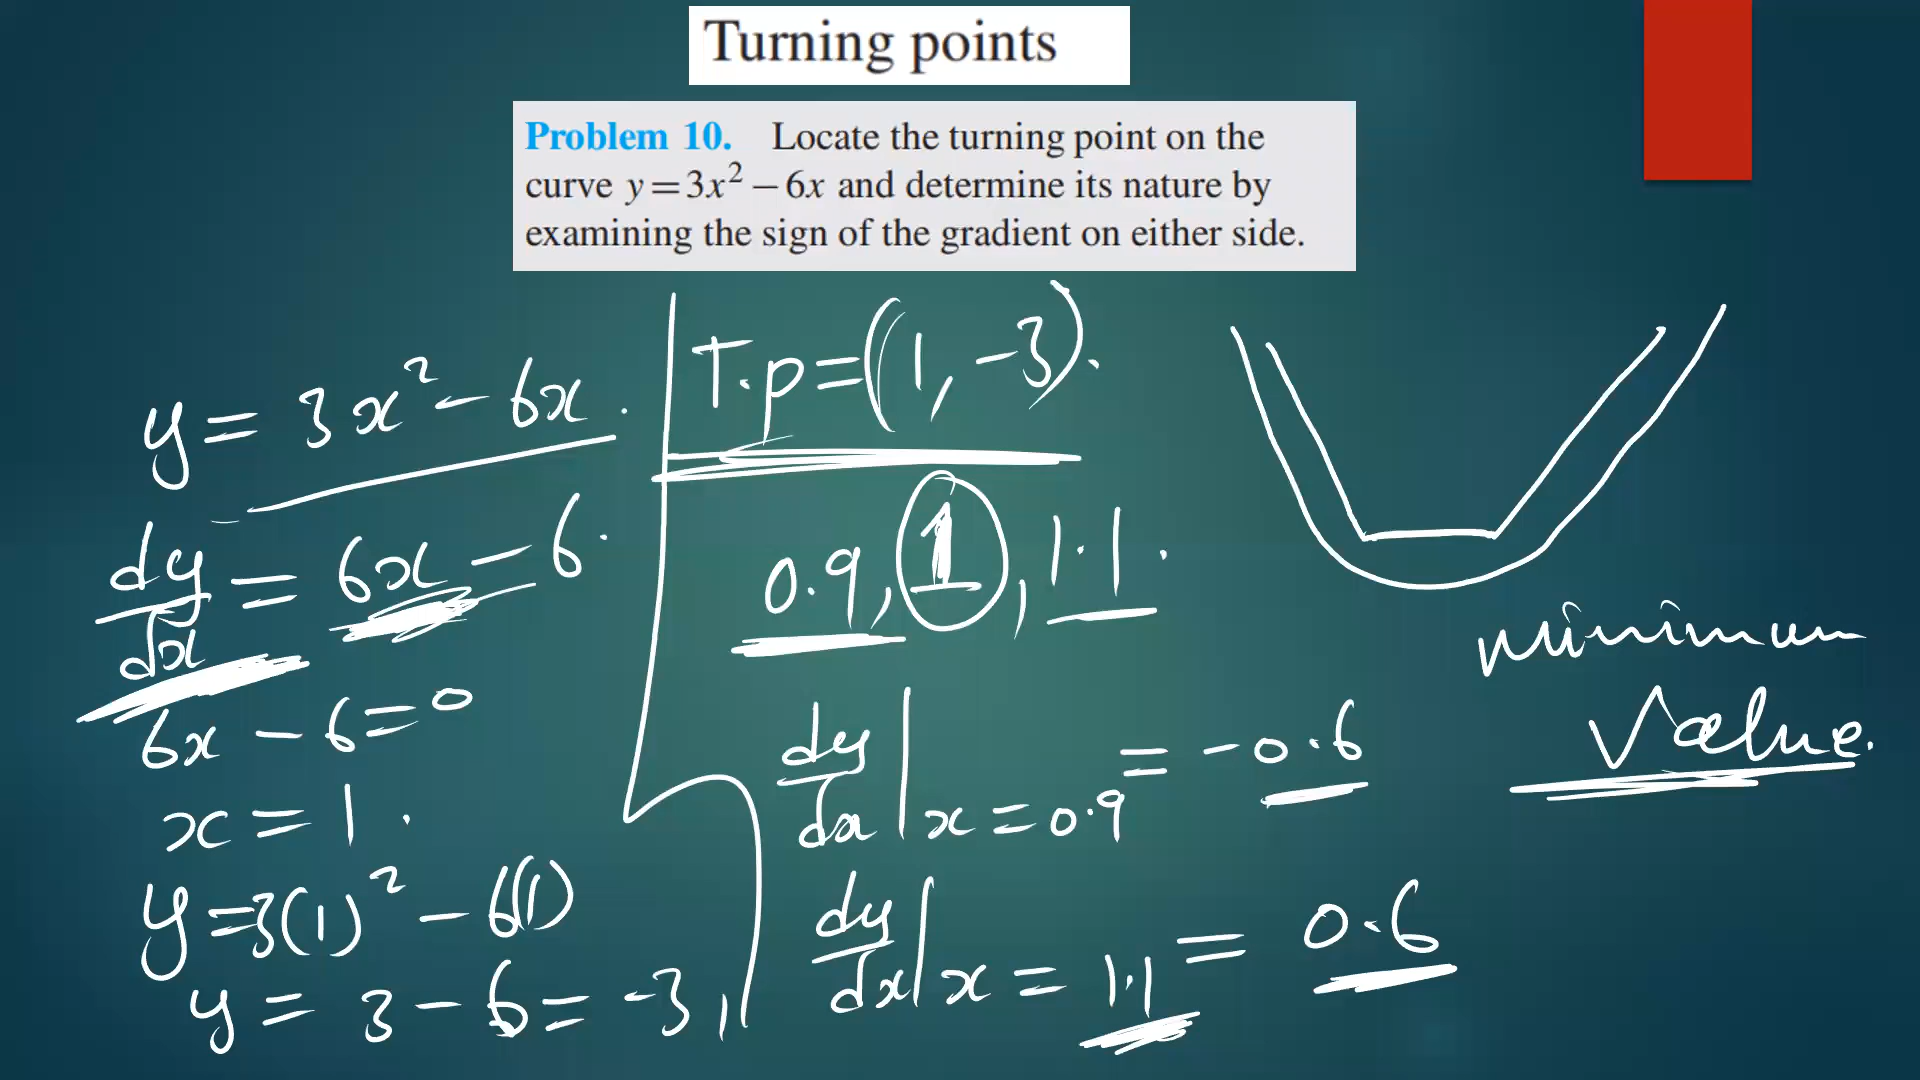 Turning points
Problem 10. Locate the turning point on the
curve y=3x² – 6x and determine its nature by
examining the sign of the gradient on either side.
y = 3x² - 6x.
dy/dx = 6x - 6.
6x - 6 = 0
x = 1.
y = 3(1)² - 6(1)
y = 3 - 6 = -3,
T.p = (1, -3).
0.9, 1, 1.1.
dy/dx | x = 0.9 = -0.6
dy/dx | x = 1.1 = 0.6
minimum
Value.